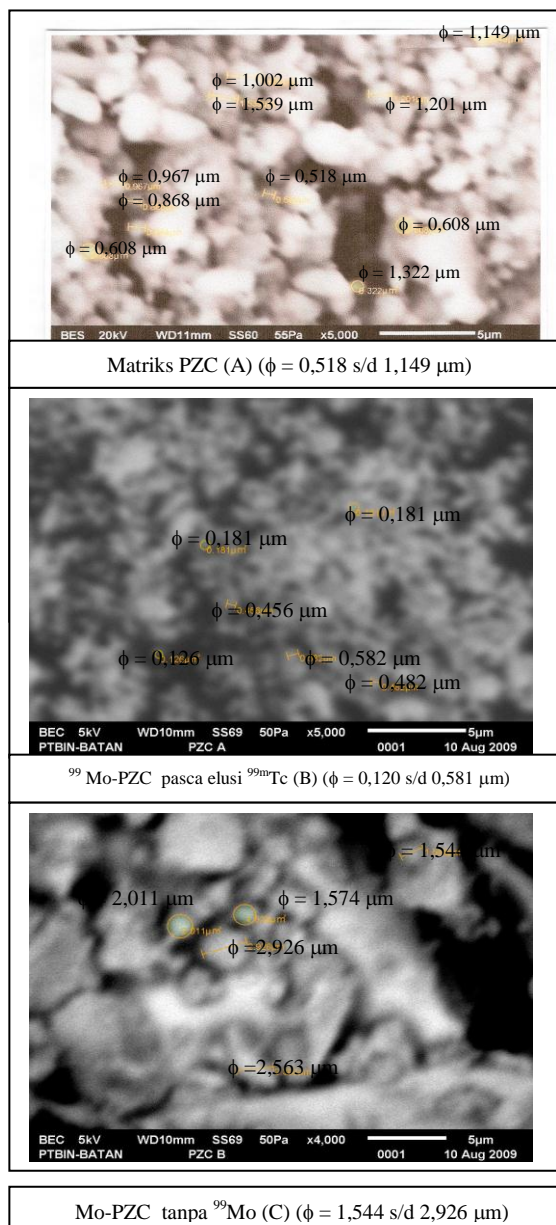 ϕ = 1,149 μm
ϕ = 1,002 μm
ϕ = 1,539 μm
ϕ = 1,201 μm
ϕ = 0,967 μm
ϕ = 0,518 μm
ϕ = 0,868 μm
ϕ = 0,608 μm
ϕ = 0,608 μm
ϕ = 1,322 μm
BES 20kV WD11mm SS60 55Pa x5,000 5μm
Matriks PZC (A) (ϕ = 0,518 s/d 1,149 μm)
ϕ = 0,181 μm
ϕ = 0,181 μm
0.181μm
ϕ = 0,456 μm
ϕ = 0,126 μm ϕ = 0,582 μm
ϕ = 0,482 μm
BEC 5kV WD10mm SS69 50Pa x5,000 5μm
PTBIN-BATAN PZC A 0001 10 Aug 2009
⁹⁹ Mo-PZC pasca elusi ⁹⁹ᵐTc (B) (ϕ = 0,120 s/d 0,581 μm)
= 1,544
2,011 μm ϕ = 1,574 μm
ϕ =2,926 μm
ϕ =2,563 μm
BEC 5kV WD10mm SS69 50Pa x4,000 5μm
PTBIN-BATAN PZC B 0001 10 Aug 2009
Mo-PZC tanpa ⁹⁹Mo (C) (ϕ = 1,544 s/d 2,926 μm)